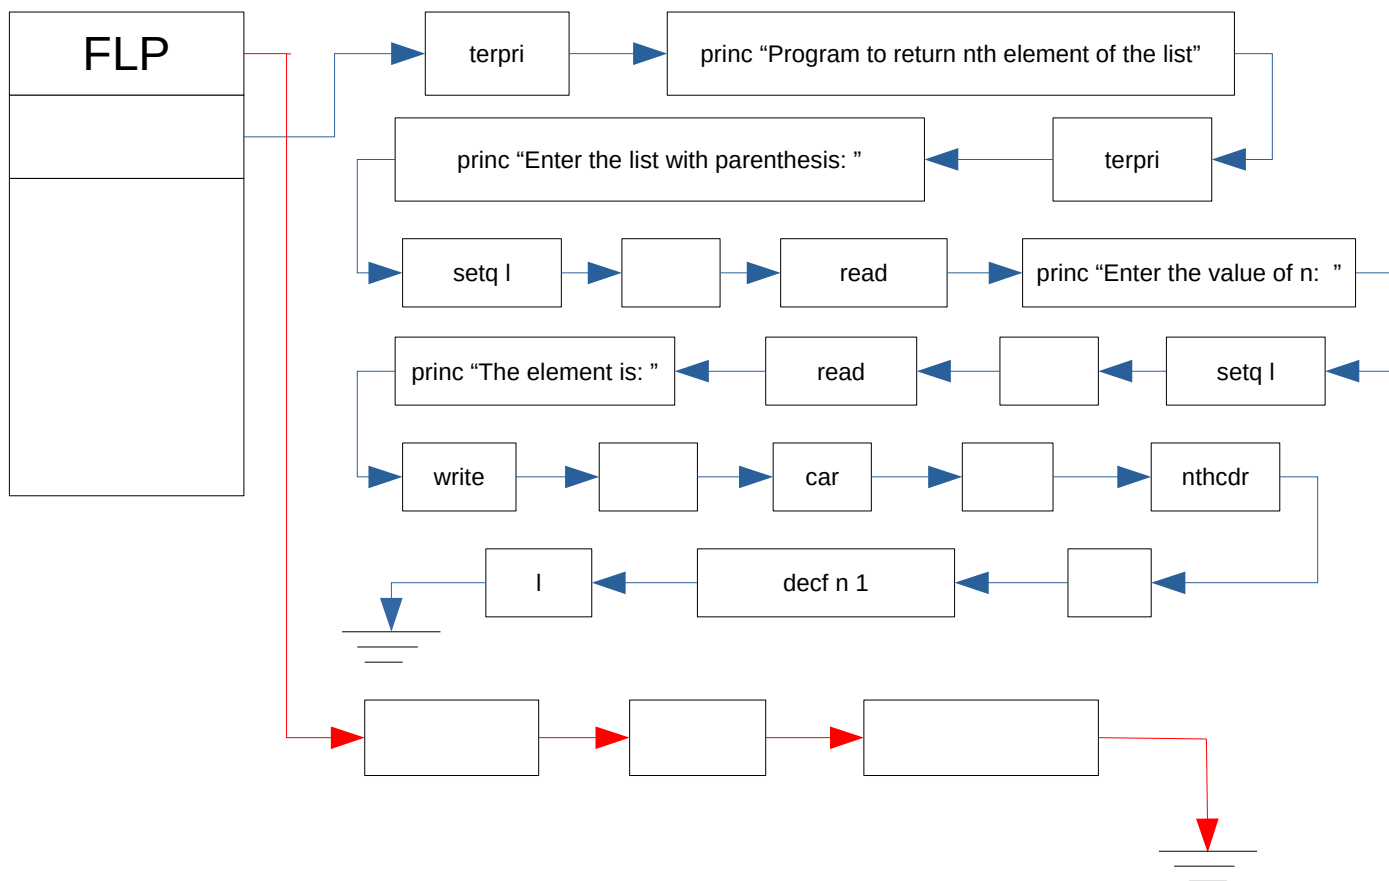 FLP
terpri
princ “Program to return nth element of the list”
terpri
princ “Enter the list with parenthesis: ”
setq l
read
princ “Enter the value of n:  ”
setq l
read
princ “The element is: ”
write
car
nthcdr
decf n 1
l